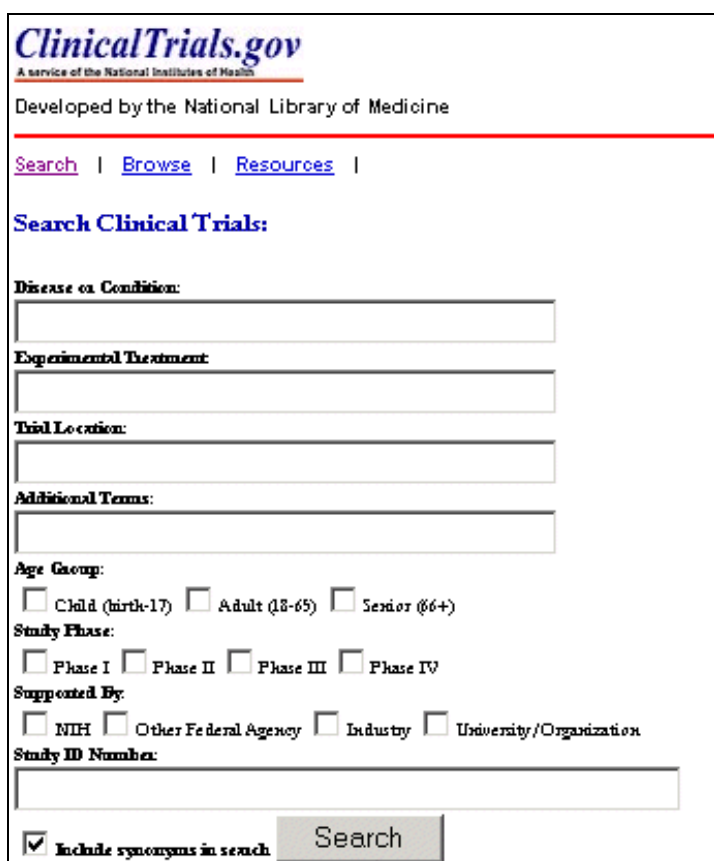 ClinicalTrials.gov
A service of the National Institutes of Health
Developed by the National Library of Medicine
Search | Browse | Resources |
Search Clinical Trials:
Disease or Condition:
Experimental Treatment:
Trial Location:
Additional Terms:
Age Group:
Child (birth-17) Adult (18-65) Senior (66+)
Study Phase:
Phase I Phase II Phase III Phase IV
Supported By:
NIH Other Federal Agency Industry University/Organization
Study ID Number:
Include synonyms in search Search